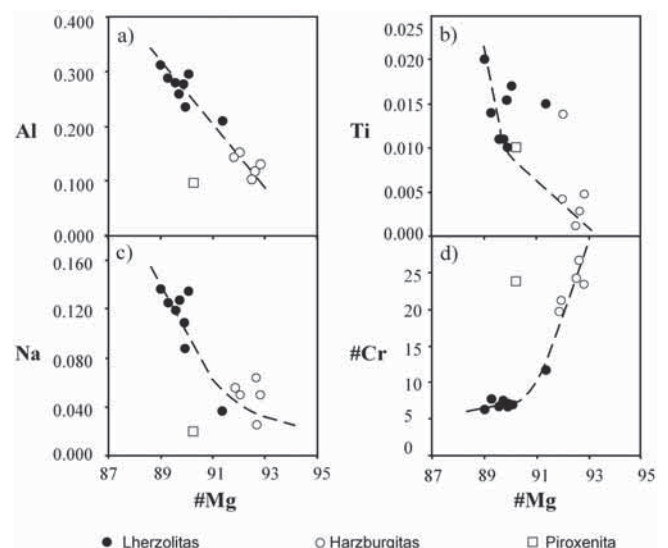 a)
b)
0.400
0.300
0.200
0.100
0.000
Al
0.025
0.020
0.015
0.010
0.005
0.000
Ti
c)
d)
0.160
0.120
0.080
0.040
0.000
Na
25
20
15
10
5
0
#Cr
87 89 91 93 95
87 89 91 93 95
#Mg
#Mg
Lherzolitas Harzburgitas Piroxenita